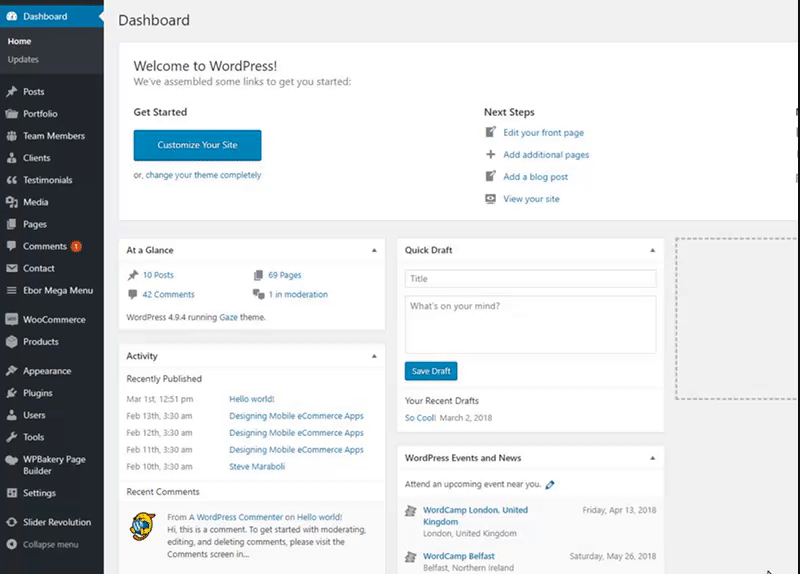 Dashboard
Home
Updates
Posts
Portfolio
Team Members
Clients
Testimonials
Media
Pages
Comments 1
Contact
Ebor Mega Menu
WooCommerce
Products
Appearance
Plugins
Users
Tools
WPBakery Page
Builder
Settings
Slider Revolution
Collapse menu
Dashboard
Welcome to WordPress!
We've assembled some links to get you started:
Get Started
Customize Your Site
or, change your theme completely
Next Steps
Edit your front page
Add additional pages
Add a blog post
View your site
At a Glance
10 Posts
69 Pages
42 Comments
1 in moderation
WordPress 4.9.4 running Gaze theme.
Activity
Recently Published
Mar 1st, 12:51 pm Hello world!
Feb 13th, 3:30 am Designing Mobile eCommerce Apps
Feb 12th, 3:30 am Designing Mobile eCommerce Apps
Feb 11th, 3:30 am Designing Mobile eCommerce Apps
Feb 10th, 3:30 am Steve Maraboli
Recent Comments
From A WordPress Commenter on Hello world!
Hi, this is a comment. To get started with moderating,
editing, and deleting comments, please visit the
Comments screen in...
Quick Draft
Title
What's on your mind?
Save Draft
Your Recent Drafts
So Cool! March 2, 2018
WordPress Events and News
Attend an upcoming event near you.
WordCamp London, United
Kingdom
London, United Kingdom
Friday, Apr 13, 2018
WordCamp Belfast
Belfast, Northern Ireland
Saturday, May 26, 2018